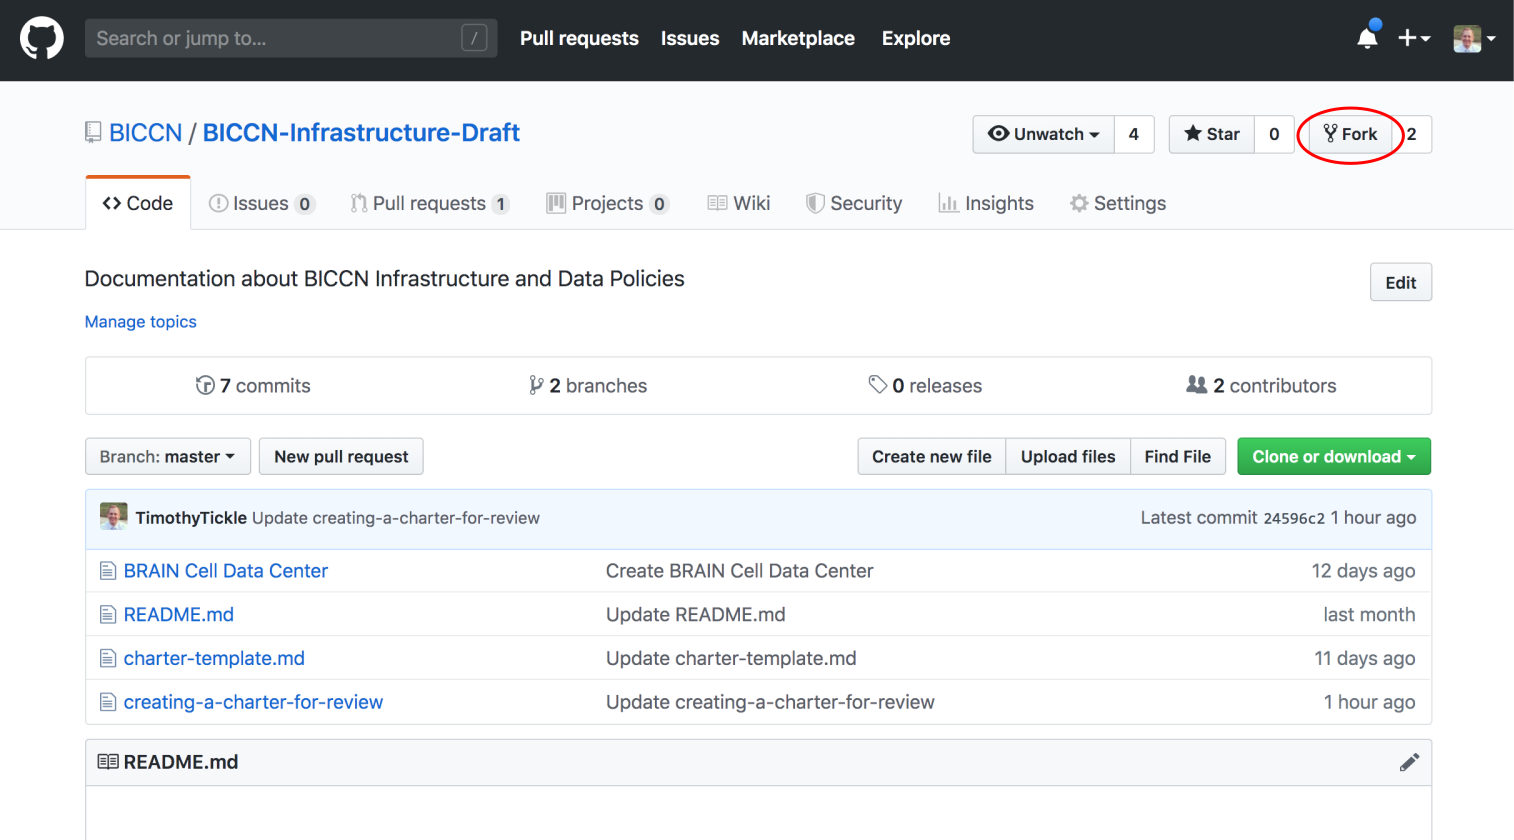 Search or jump to... / Pull requests Issues Marketplace Explore
BICCN / BICCN-Infrastructure-Draft Unwatch 4 Star 0 Fork 2
Code Issues 0 Pull requests 1 Projects 0 Wiki Security Insights Settings
Documentation about BICCN Infrastructure and Data Policies Edit
Manage topics
7 commits 2 branches 0 releases 2 contributors
Branch: master New pull request Create new file Upload files Find File Clone or download
TimothyTickle Update creating-a-charter-for-review Latest commit 24596c2 1 hour ago
BRAIN Cell Data Center Create BRAIN Cell Data Center 12 days ago
README.md Update README.md last month
charter-template.md Update charter-template.md 11 days ago
creating-a-charter-for-review Update creating-a-charter-for-review 1 hour ago
README.md